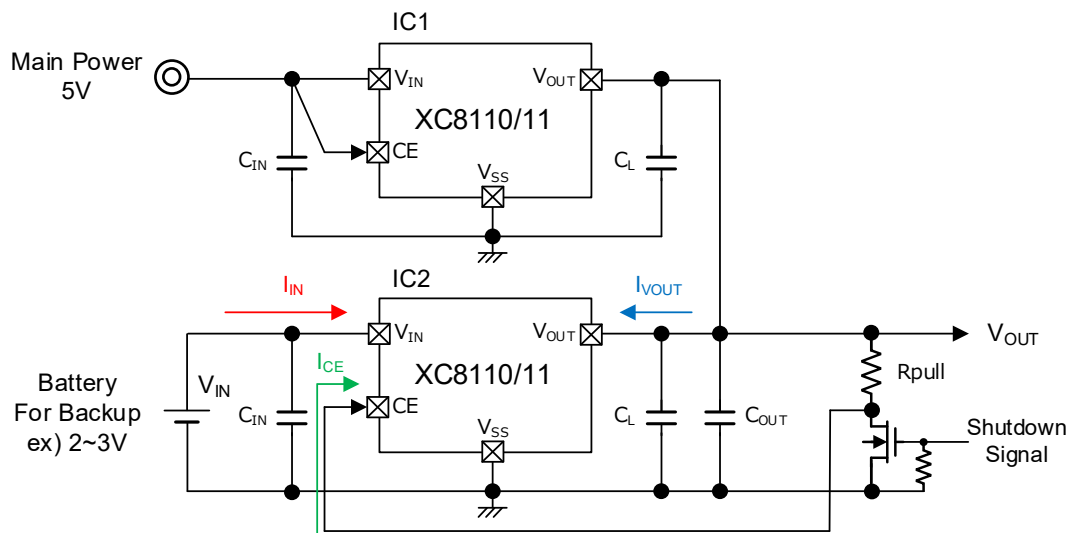 IC1
Main Power
5V
VIN
VOUT
XC8110/11
CE
CIN
VSS
CL
IC2
IIN
IVOUT
VIN
VOUT
VOUT
ICE
XC8110/11
Rpull
Battery
For Backup
ex) 2~3V
VIN
CIN
CE
VSS
CL
COUT
Shutdown
Signal